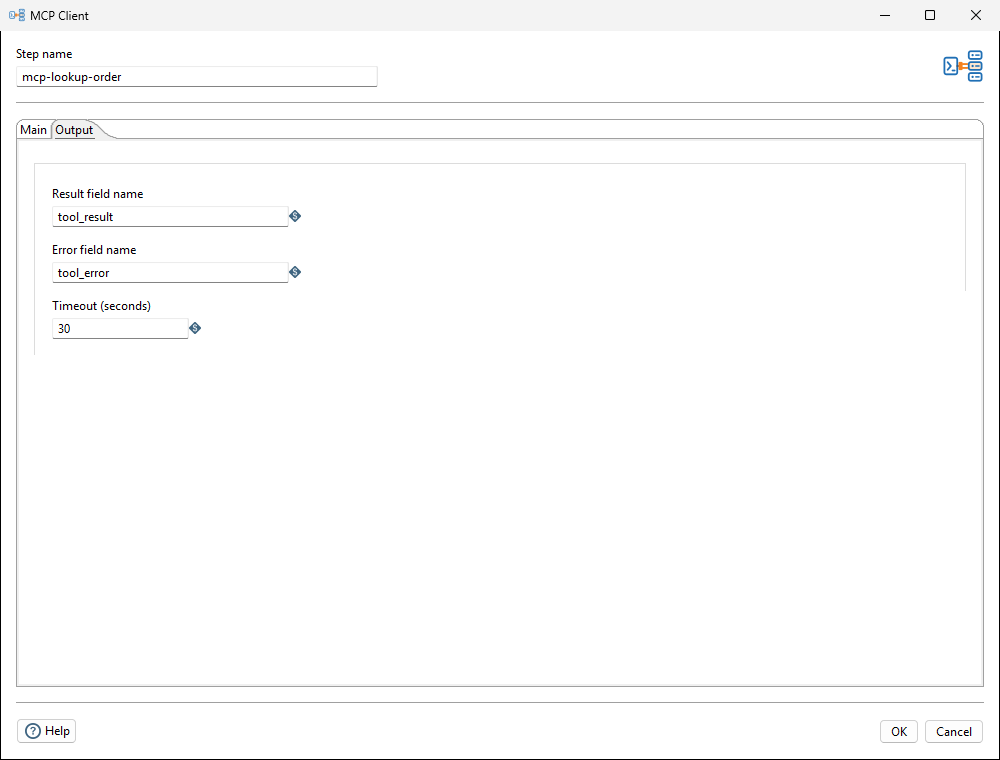 MCP Client
Step name
mcp-lookup-order
Main Output
Result field name
tool_result
Error field name
tool_error
Timeout (seconds)
30
Help
OK Cancel